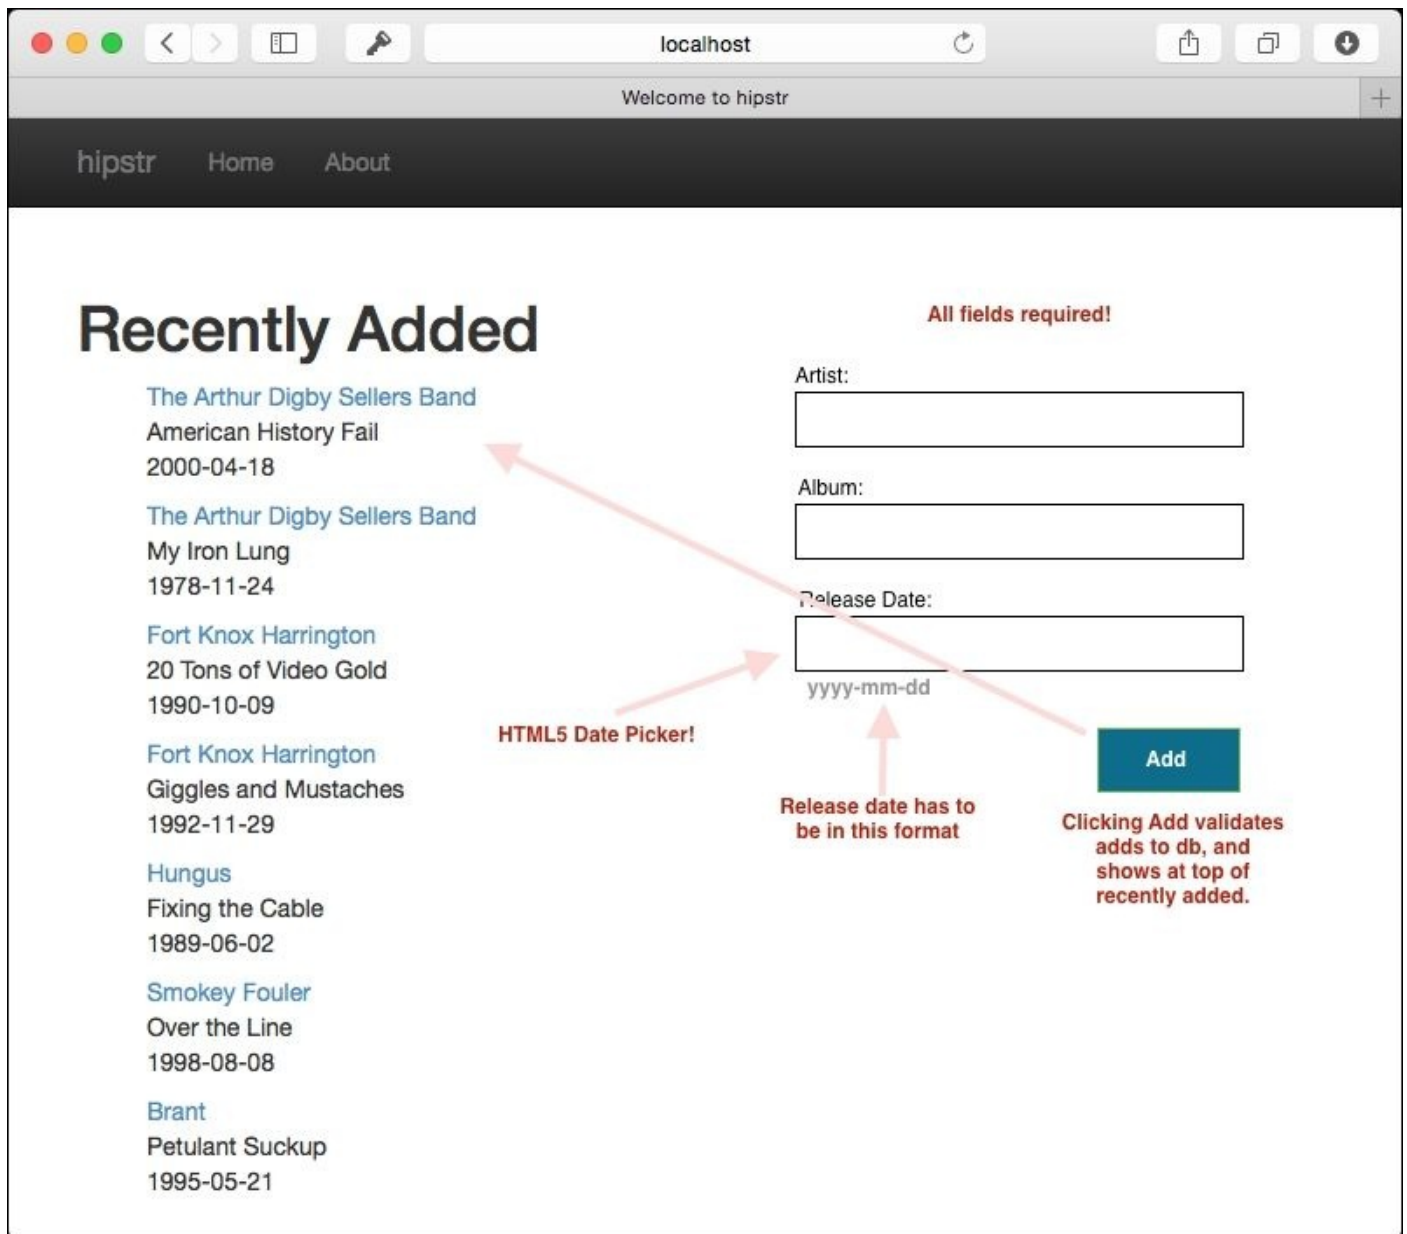 localhost
Welcome to hipstr
hipstr Home About
Recently Added
The Arthur Digby Sellers Band
American History Fail
2000-04-18
The Arthur Digby Sellers Band
My Iron Lung
1978-11-24
Fort Knox Harrington
20 Tons of Video Gold
1990-10-09
Fort Knox Harrington
Giggles and Mustaches
1992-11-29
Hungus
Fixing the Cable
1989-06-02
Smokey Fouler
Over the Line
1998-08-08
Brant
Petulant Suckup
1995-05-21
All fields required!
Artist:
Album:
Release Date:
yyyy-mm-dd
HTML5 Date Picker!
Release date has to
be in this format
Add
Clicking Add validates
adds to db, and
shows at top of
recently added.